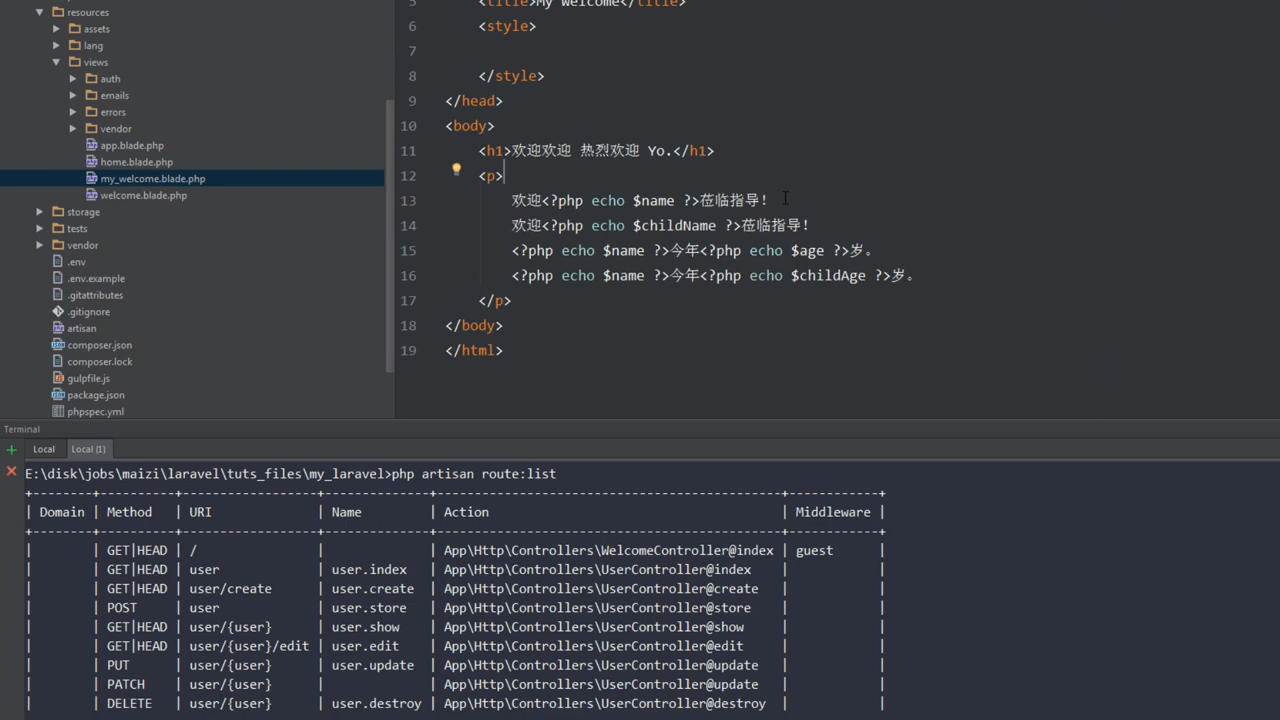 resources
assets
lang
views
auth
emails
errors
vendor
app.blade.php
home.blade.php
my_welcome.blade.php
welcome.blade.php
storage
tests
vendor
.env
.env.example
.gitattributes
.gitignore
artisan
composer.json
composer.lock
gulpfile.js
package.json
phpspec.yml
5 <title>My Welcome</title>
6 <style>
7
8 </style>
9 </head>
10 <body>
11 <h1>欢迎欢迎 热烈欢迎 Yo.</h1>
12 <p>
13 欢迎<?php echo $name ?>莅临指导!
14 欢迎<?php echo $childName ?>莅临指导!
15 <?php echo $name ?>今年<?php echo $age ?>岁。
16 <?php echo $name ?>今年<?php echo $childAge ?>岁。
17 </p>
18 </body>
19 </html>
Terminal
Local Local (1)
E:\disk\jobs\maizi\laravel\tuts_files\my_laravel>php artisan route:list
+--------+----------+------------------+--------------+----------------------------------------------+------------+
| Domain | Method | URI | Name | Action | Middleware |
+--------+----------+------------------+--------------+----------------------------------------------+------------+
| | GET|HEAD | / | | App\Http\Controllers\WelcomeController@index | guest |
| | GET|HEAD | user | user.index | App\Http\Controllers\UserController@index | |
| | GET|HEAD | user/create | user.create | App\Http\Controllers\UserController@create | |
| | POST | user | user.store | App\Http\Controllers\UserController@store | |
| | GET|HEAD | user/{user} | user.show | App\Http\Controllers\UserController@show | |
| | GET|HEAD | user/{user}/edit | user.edit | App\Http\Controllers\UserController@edit | |
| | PUT | user/{user} | user.update | App\Http\Controllers\UserController@update | |
| | PATCH | user/{user} | | App\Http\Controllers\UserController@update | |
| | DELETE | user/{user} | user.destroy | App\Http\Controllers\UserController@destroy | |